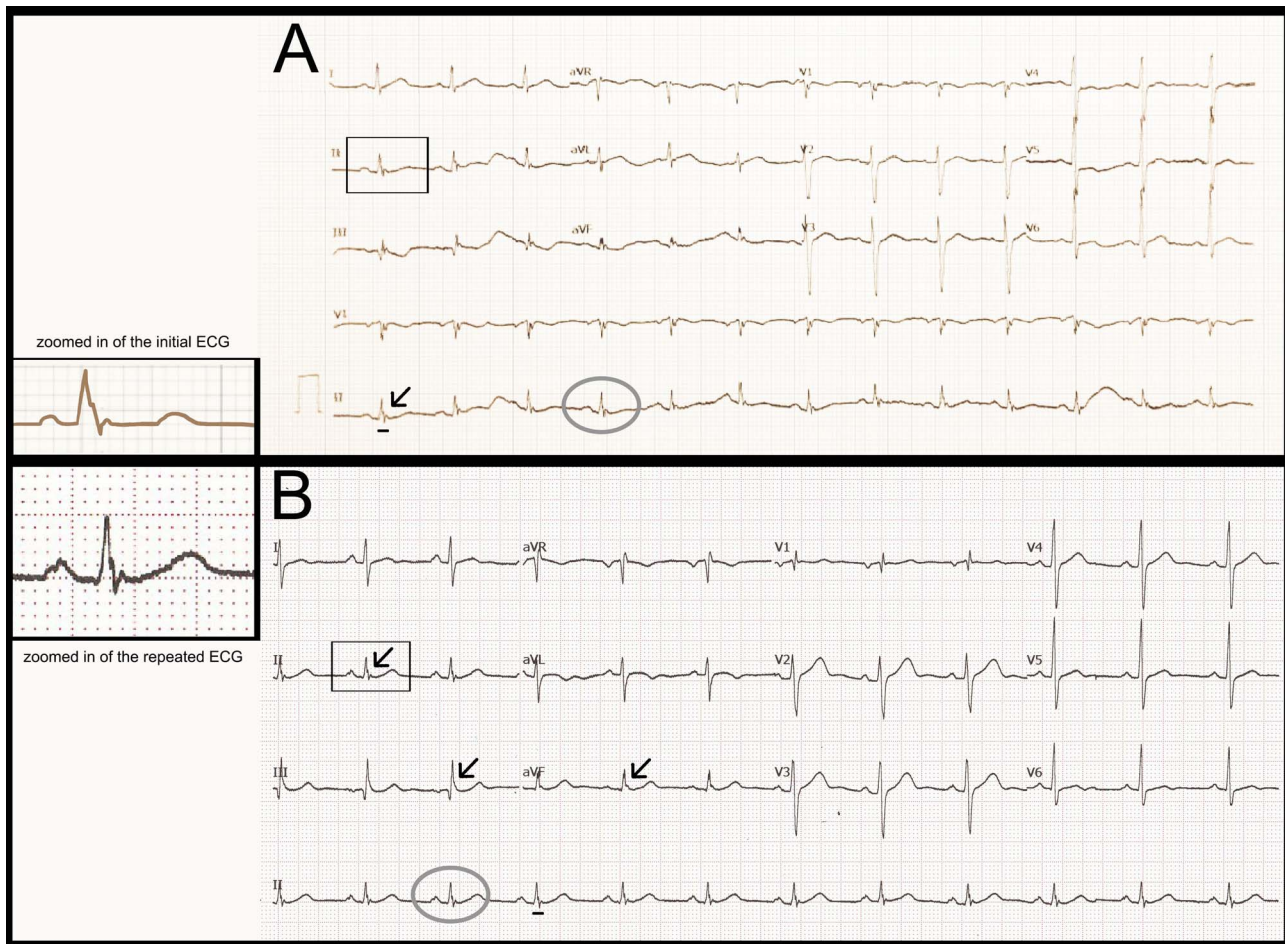 A
I aVR V1 V4
II aVL V2 V5
III aVF V3 V6
V1
II
zoomed in of the initial ECG
B
I aVR V1 V4
II aVL V2 V5
III aVF V3 V6
II
zoomed in of the repeated ECG